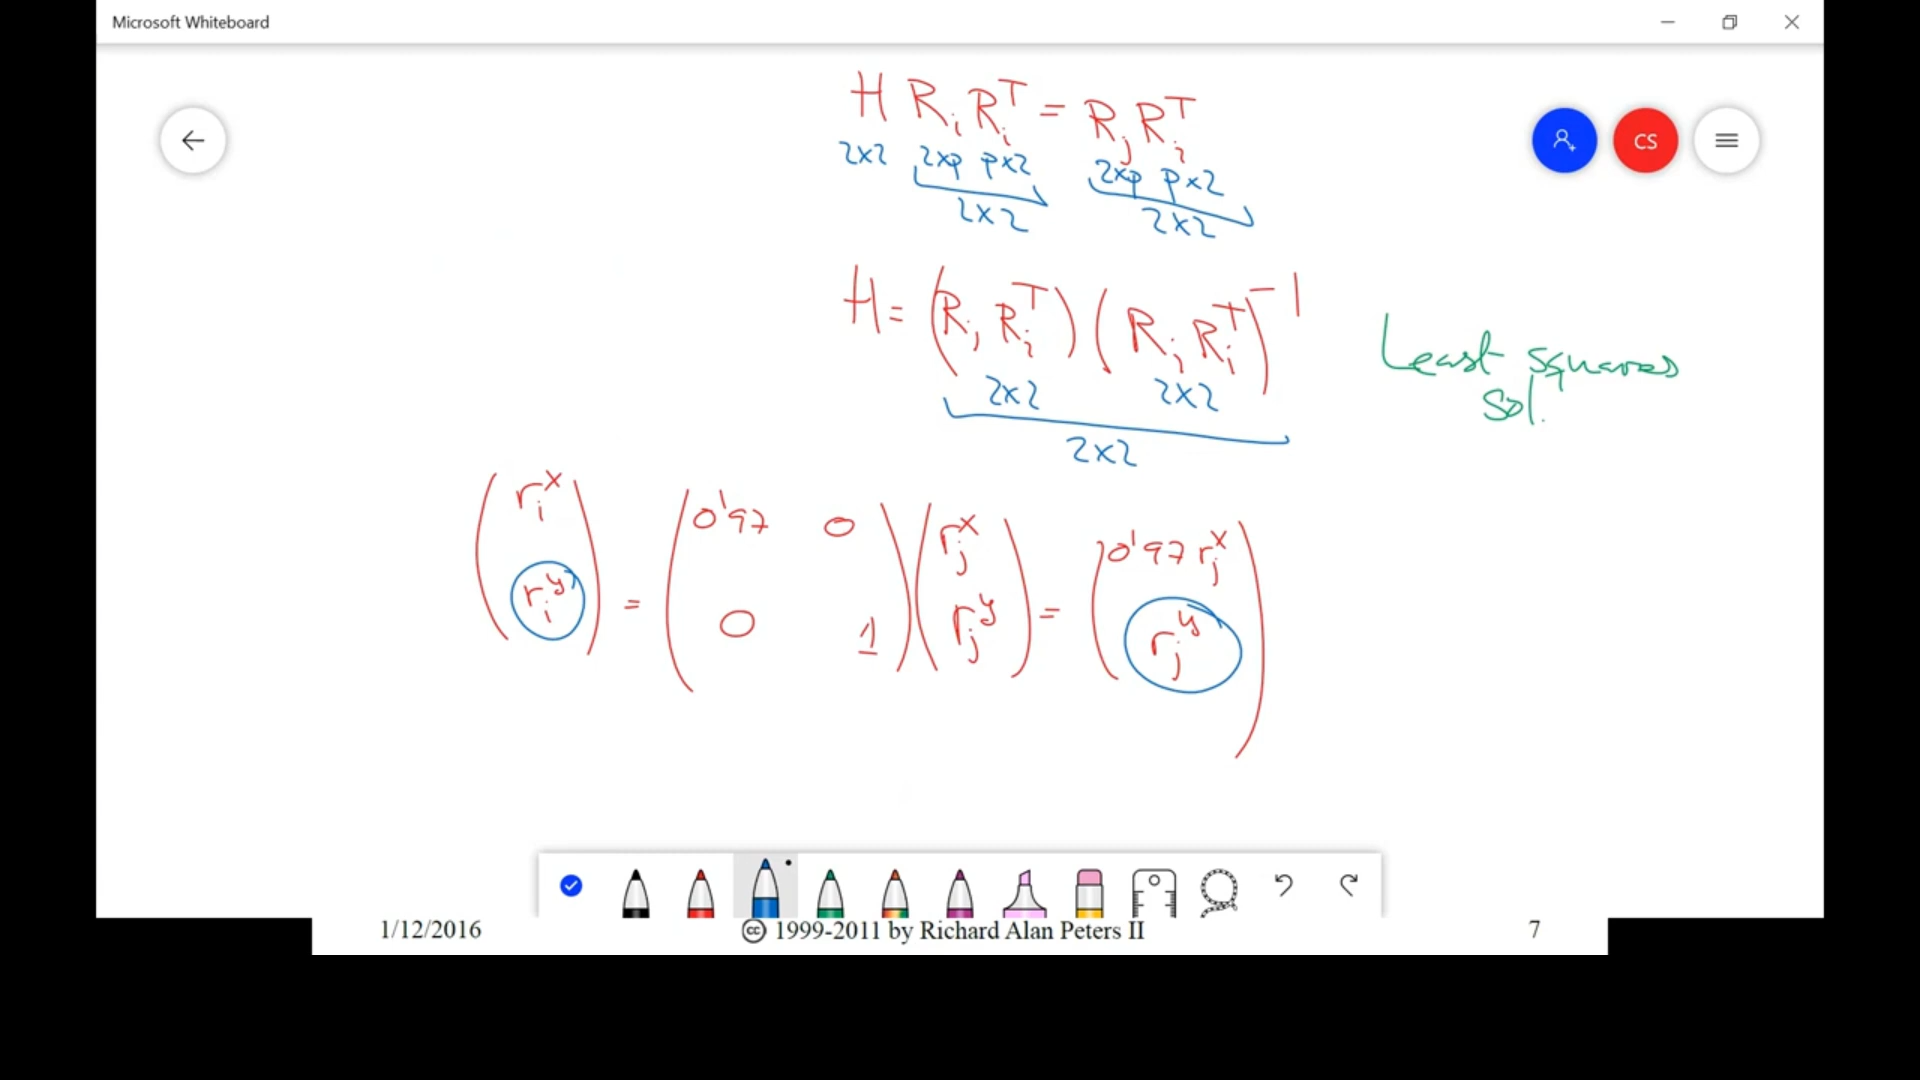 Microsoft Whiteboard
H R_i R_i^T = R_j R_i^T
2x2 2xp px2 2xp px2
2x2 2x2
CS
H = (R_j R_i^T) (R_i R_i^T)^-1
Least squares
sol.
2x2 2x2
2x2
(r_i^x) = (0'97 0) (r_j^x) = (0'97 r_j^x)
(r_i^y) (0 1) (r_j^y) (r_j^y)
1/12/2016 cc 1999-2011 by Richard Alan Peters II 7